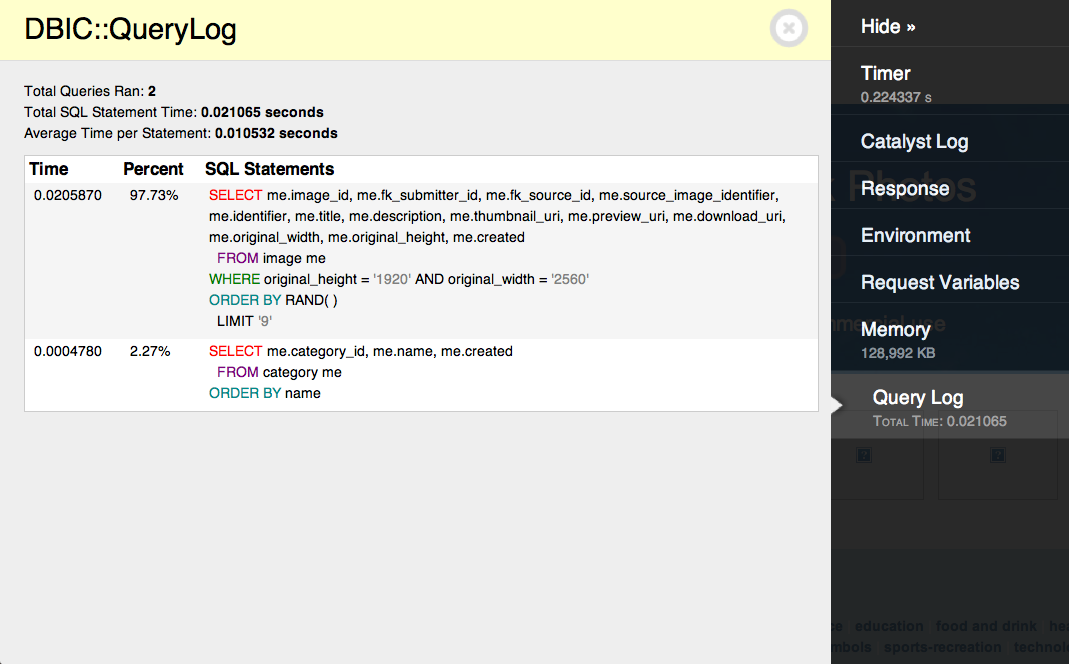 DBIC::QueryLog
Total Queries Ran: 2
Total SQL Statement Time: 0.021065 seconds
Average Time per Statement: 0.010532 seconds
Time Percent SQL Statements
0.0205870 97.73% SELECT me.image_id, me.fk_submitter_id, me.fk_source_id, me.source_image_identifier,
me.identifier, me.title, me.description, me.thumbnail_uri, me.preview_uri, me.download_uri,
me.original_width, me.original_height, me.created
FROM image me
WHERE original_height = '1920' AND original_width = '2560'
ORDER BY RAND( )
LIMIT '9'
0.0004780 2.27% SELECT me.category_id, me.name, me.created
FROM category me
ORDER BY name
Hide »
Timer
0.224337 s
Catalyst Log
Response
Photos
Environment
Request Variables
Memory
128,992 KB
Query Log
Total Time: 0.021065
education food and drink
sports-recreation